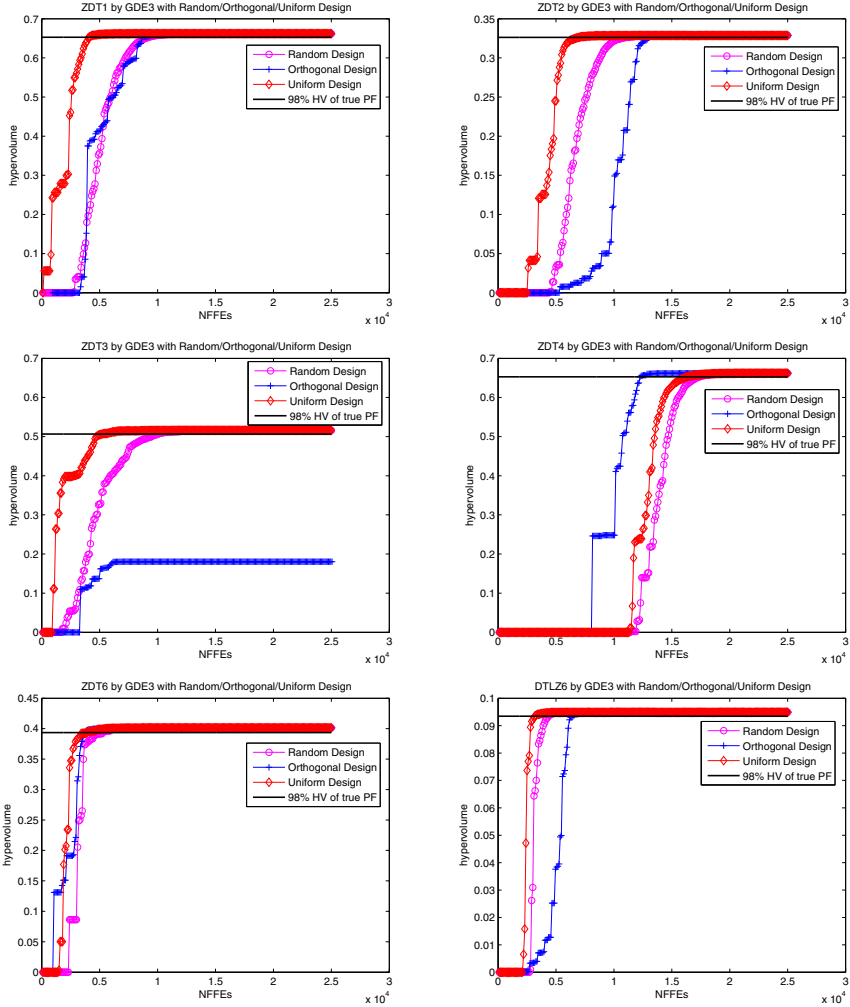 ZDT1 by GDE3 with Random/Orthogonal/Uniform Design
0.7
0.6
0.5
0.4
0.3
0.2
0.1
0
hypervolume
Random Design
Orthogonal Design
Uniform Design
98% HV of true PF
0 0.5 1 1.5 2 2.5 3
NFFEs
x 10^4
ZDT2 by GDE3 with Random/Orthogonal/Uniform Design
0.35
0.3
0.25
0.2
0.15
0.1
0.05
0
hypervolume
Random Design
Orthogonal Design
Uniform Design
98% HV of true PF
0 0.5 1 1.5 2 2.5 3
NFFEs
x 10^4
ZDT3 by GDE3 with Random/Orthogonal/Uniform Design
0.7
0.6
0.5
0.4
0.3
0.2
0.1
0
hypervolume
Random Design
Orthogonal Design
Uniform Design
98% HV of true PF
0 0.5 1 1.5 2 2.5 3
NFFEs
x 10^4
ZDT4 by GDE3 with Random/Orthogonal/Uniform Design
0.7
0.6
0.5
0.4
0.3
0.2
0.1
0
hypervolume
Random Design
Orthogonal Design
Uniform Design
98% HV of true PF
0 0.5 1 1.5 2 2.5 3
NFFEs
x 10^4
ZDT6 by GDE3 with Random/Orthogonal/Uniform Design
0.45
0.4
0.35
0.3
0.25
0.2
0.15
0.1
0.05
0
hypervolume
Random Design
Orthogonal Design
Uniform Design
98% HV of true PF
0 0.5 1 1.5 2 2.5 3
NFFEs
x 10^4
DTLZ6 by GDE3 with Random/Orthogonal/Uniform Design
0.1
0.09
0.08
0.07
0.06
0.05
0.04
0.03
0.02
0.01
0
hypervolume
Random Design
Orthogonal Design
Uniform Design
98% HV of true PF
0 0.5 1 1.5 2 2.5 3
NFFEs
x 10^4